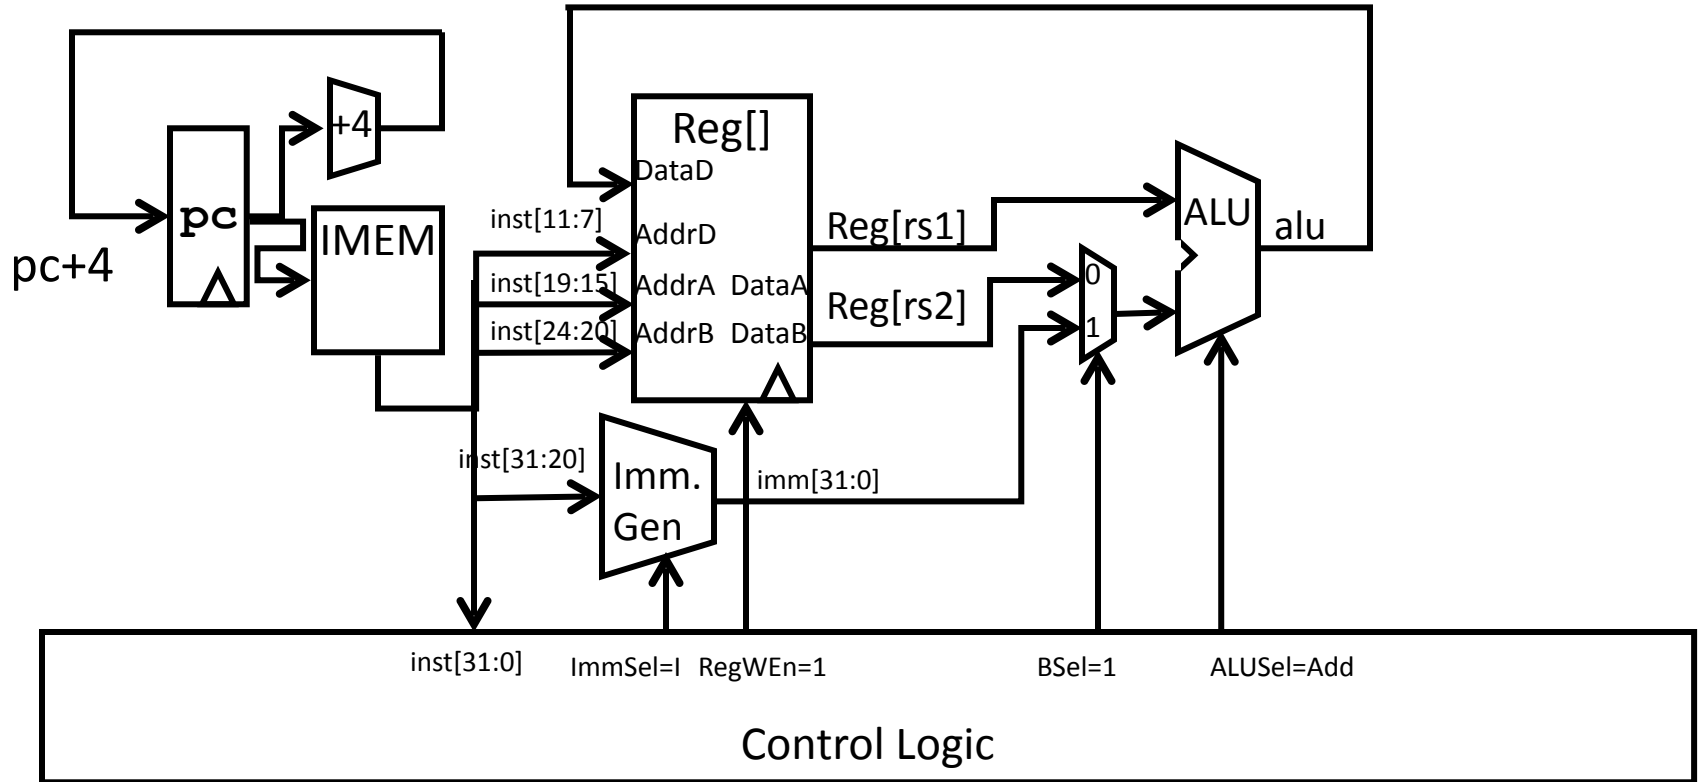 +4
Reg[]
DataD
pc
IMEM
inst[11:7]
AddrD
Reg[rs1]
ALU
alu
pc+4
inst[19:15]
AddrA
DataA
0
Reg[rs2]
inst[24:20]
AddrB
DataB
1
inst[31:20]
Imm.
Gen
imm[31:0]
inst[31:0]
ImmSel=I
RegWEn=1
BSel=1
ALUSel=Add
Control Logic